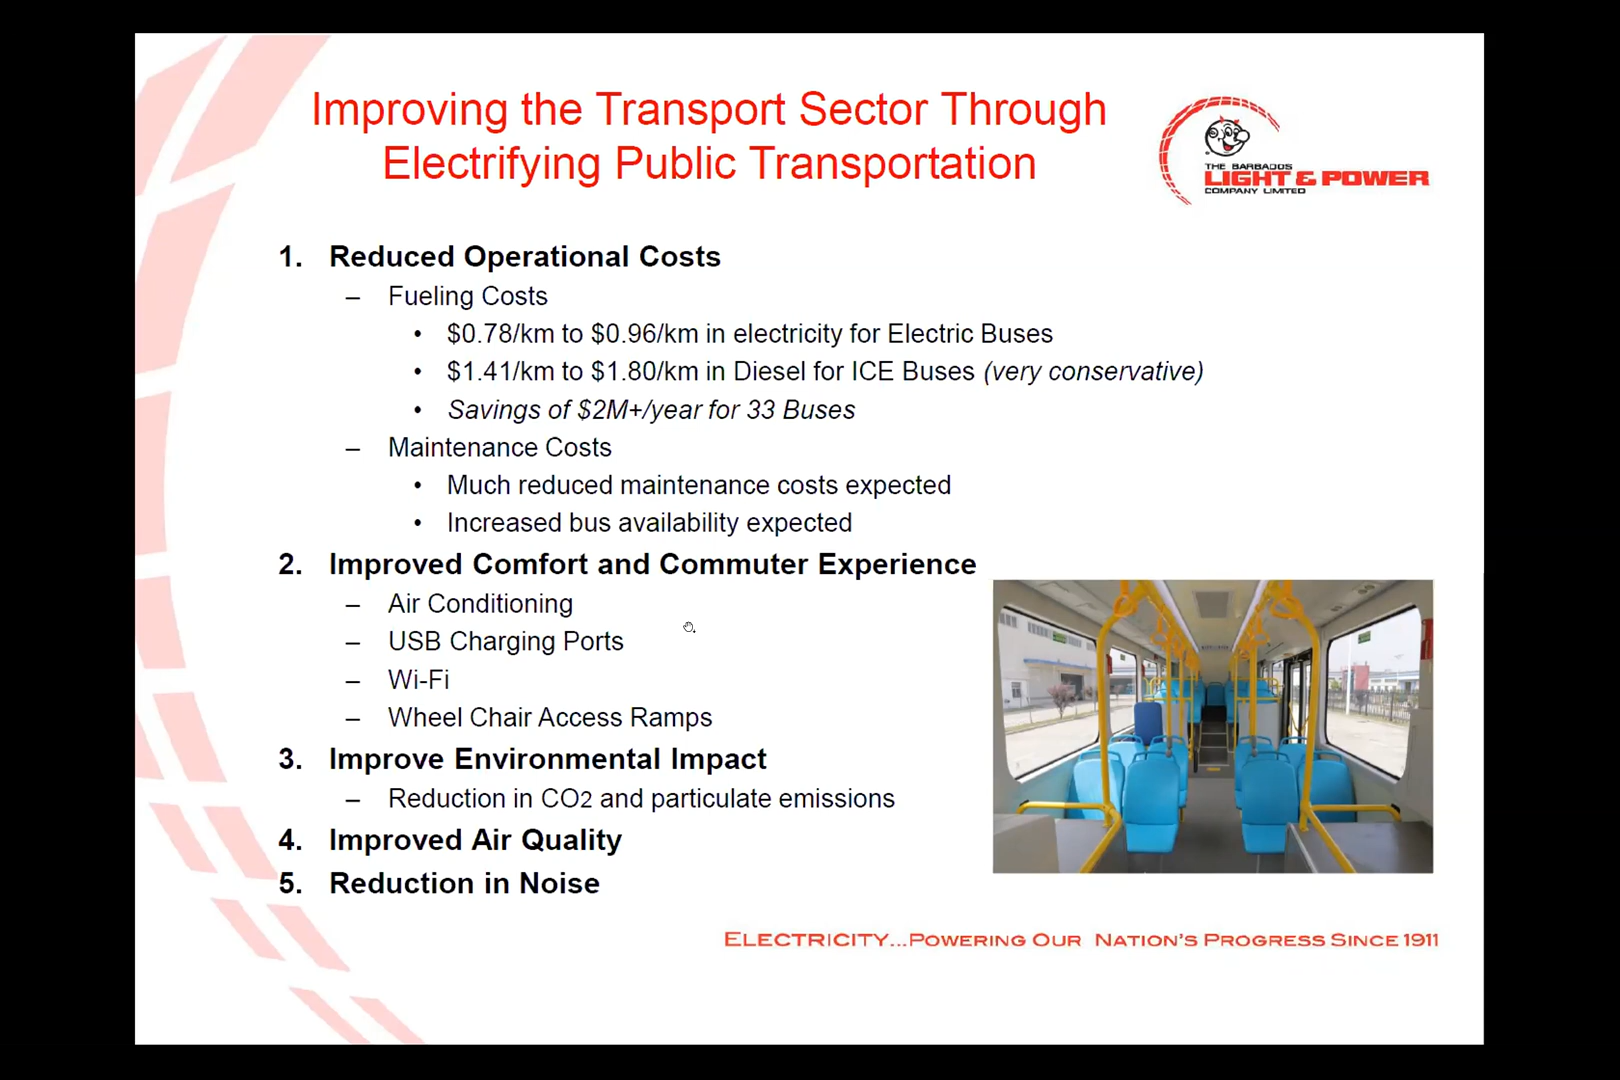 Improving the Transport Sector Through
Electrifying Public Transportation
THE BARBADOS
LIGHT & POWER
COMPANY LIMITED
1. Reduced Operational Costs
– Fueling Costs
• $0.78/km to $0.96/km in electricity for Electric Buses
• $1.41/km to $1.80/km in Diesel for ICE Buses (very conservative)
• Savings of $2M+/year for 33 Buses
– Maintenance Costs
• Much reduced maintenance costs expected
• Increased bus availability expected
2. Improved Comfort and Commuter Experience
– Air Conditioning
– USB Charging Ports
– Wi-Fi
– Wheel Chair Access Ramps
3. Improve Environmental Impact
– Reduction in CO2 and particulate emissions
4. Improved Air Quality
5. Reduction in Noise
ELECTRICITY...POWERING OUR NATION'S PROGRESS SINCE 1911